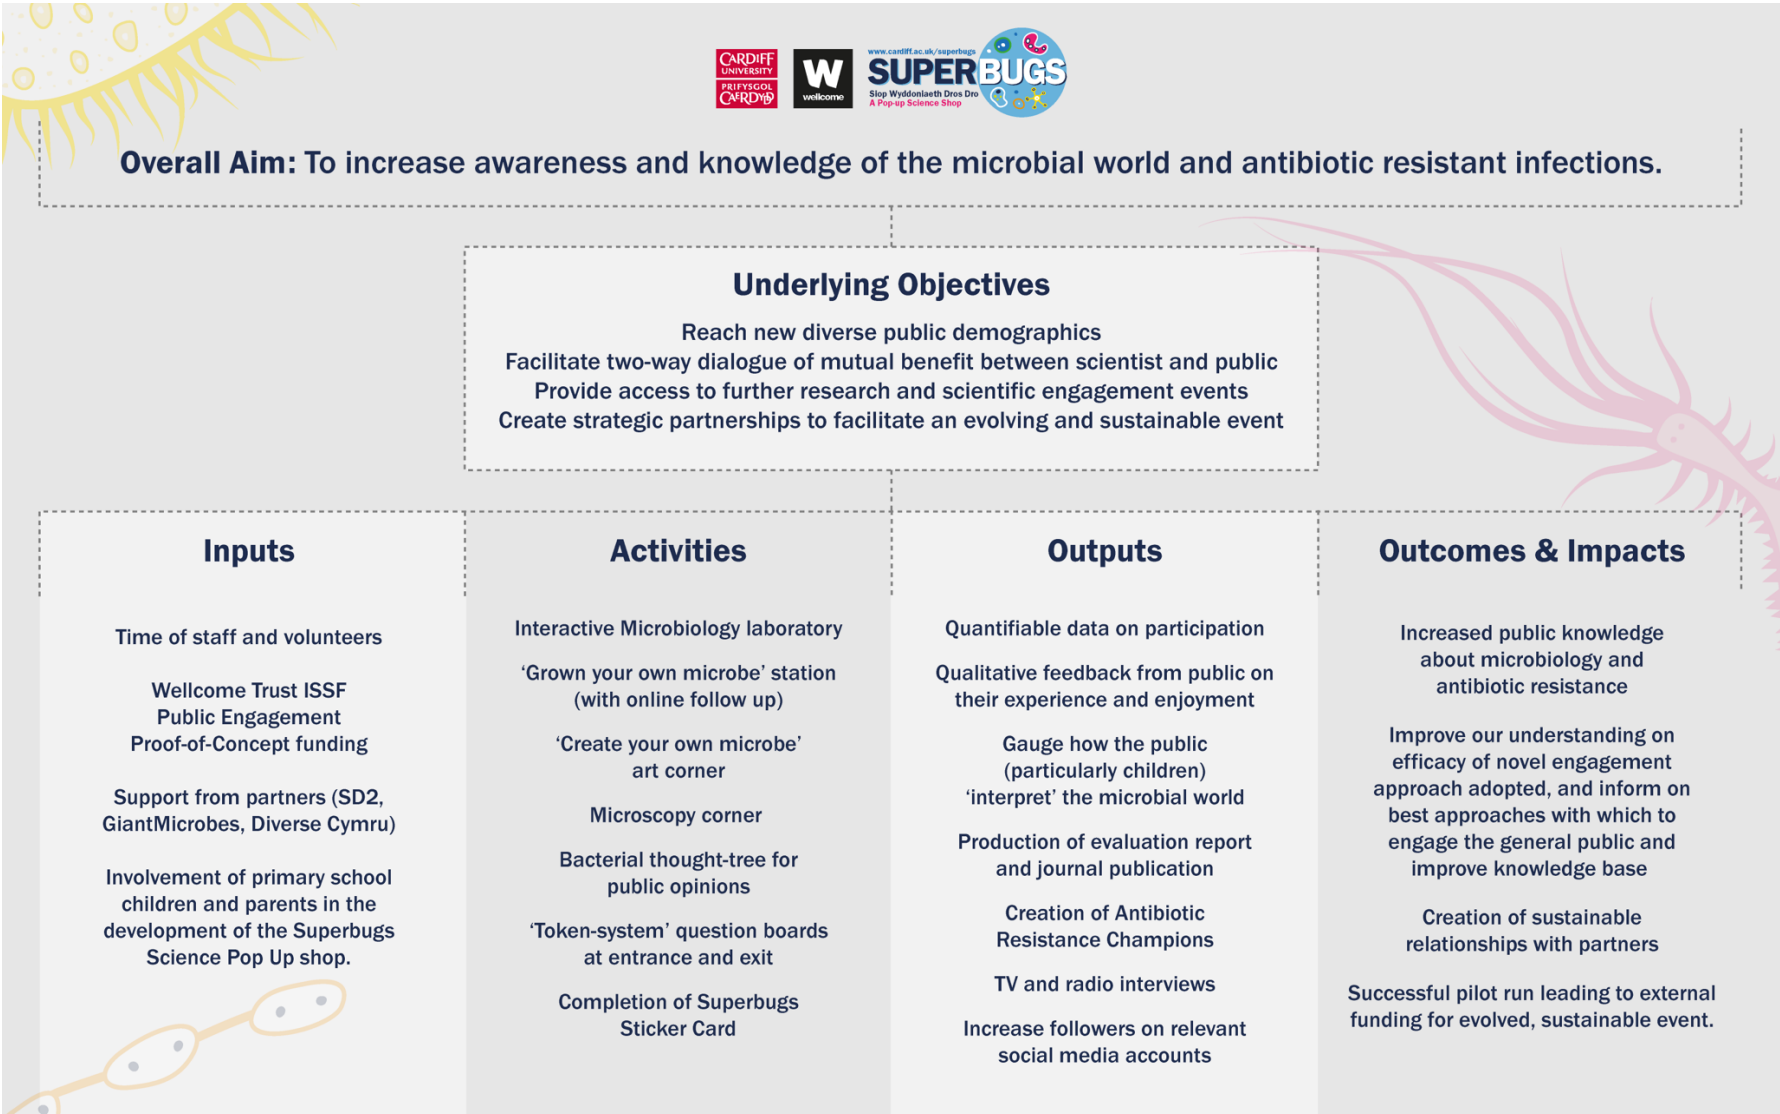 CARDIFF
UNIVERSITY
PRIFYSGOL
CAERDYDD
W
wellcome
www.cardiff.ac.uk/superbugs
SUPERBUGS
Siop Wyddoniaeth Dros Dro
A Pop-up Science Shop
Overall Aim: To increase awareness and knowledge of the microbial world and antibiotic resistant infections.
Underlying Objectives
Reach new diverse public demographics
Facilitate two-way dialogue of mutual benefit between scientist and public
Provide access to further research and scientific engagement events
Create strategic partnerships to facilitate an evolving and sustainable event
Inputs
Time of staff and volunteers
Wellcome Trust ISSF
Public Engagement
Proof-of-Concept funding
Support from partners (SD2,
GiantMicrobes, Diverse Cymru)
Involvement of primary school
children and parents in the
development of the Superbugs
Science Pop Up shop.
Activities
Interactive Microbiology laboratory
‘Grown your own microbe’ station
(with online follow up)
‘Create your own microbe’
art corner
Microscopy corner
Bacterial thought-tree for
public opinions
‘Token-system’ question boards
at entrance and exit
Completion of Superbugs
Sticker Card
Outputs
Quantifiable data on participation
Qualitative feedback from public on
their experience and enjoyment
Gauge how the public
(particularly children)
‘interpret’ the microbial world
Production of evaluation report
and journal publication
Creation of Antibiotic
Resistance Champions
TV and radio interviews
Increase followers on relevant
social media accounts
Outcomes & Impacts
Increased public knowledge
about microbiology and
antibiotic resistance
Improve our understanding on
efficacy of novel engagement
approach adopted, and inform on
best approaches with which to
engage the general public and
improve knowledge base
Creation of sustainable
relationships with partners
Successful pilot run leading to external
funding for evolved, sustainable event.